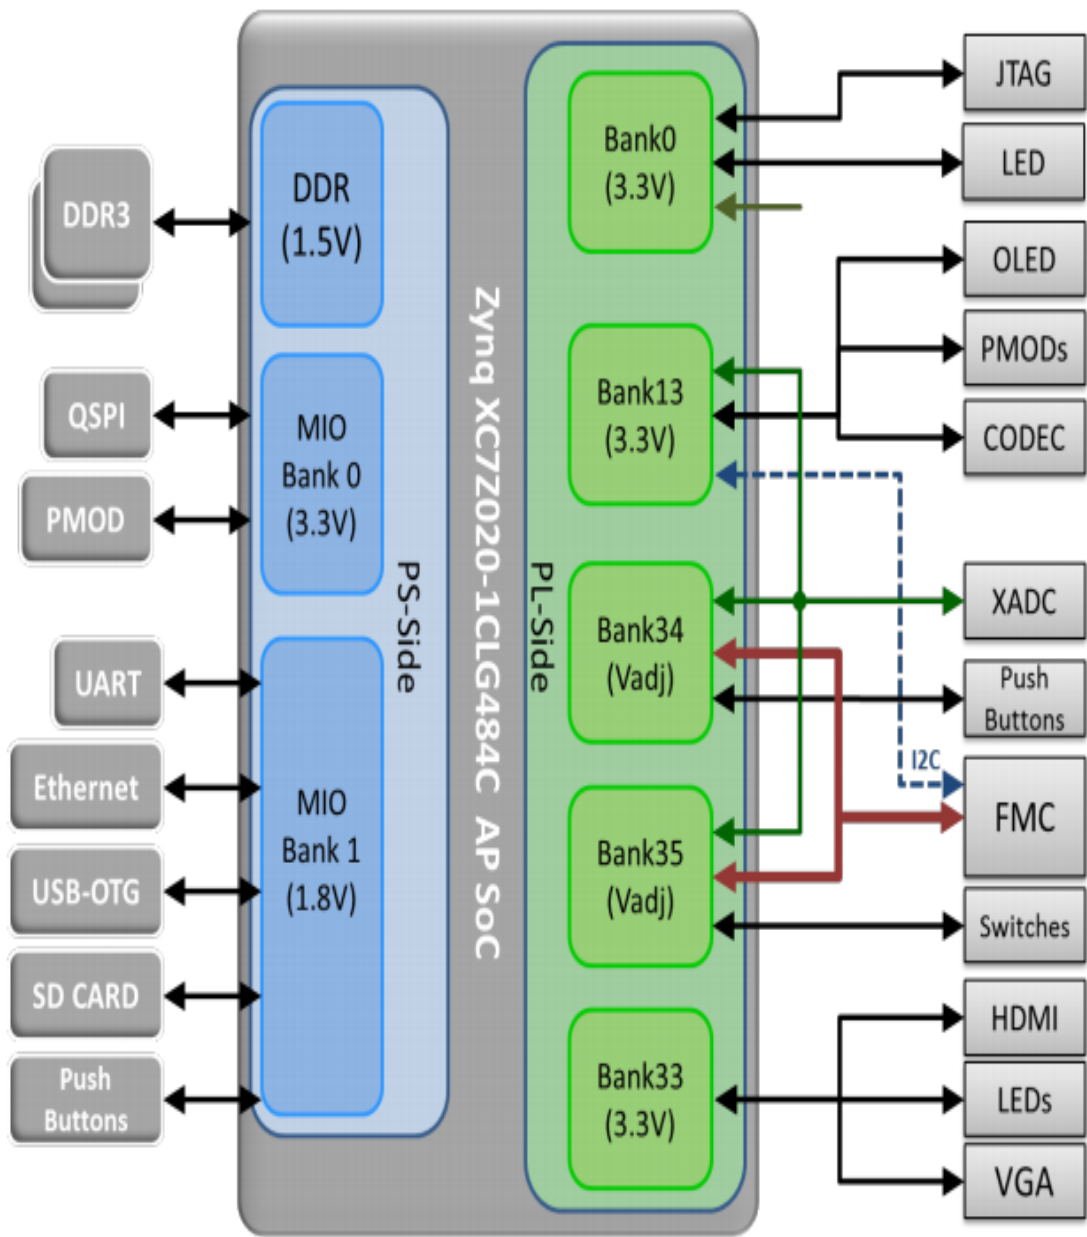 DDR3
QSPI
PMOD
UART
Ethernet
USB-OTG
SD CARD
Push
Buttons
DDR
(1.5V)
MIO
Bank 0
(3.3V)
MIO
Bank 1
(1.8V)
PS-Side
Zynq XC7Z020-1CLG484C AP SoC
PL-Side
Bank0
(3.3V)
Bank13
(3.3V)
Bank34
(Vadj)
Bank35
(Vadj)
Bank33
(3.3V)
I2C
JTAG
LED
OLED
PMODs
CODEC
XADC
Push
Buttons
FMC
Switches
HDMI
LEDs
VGA